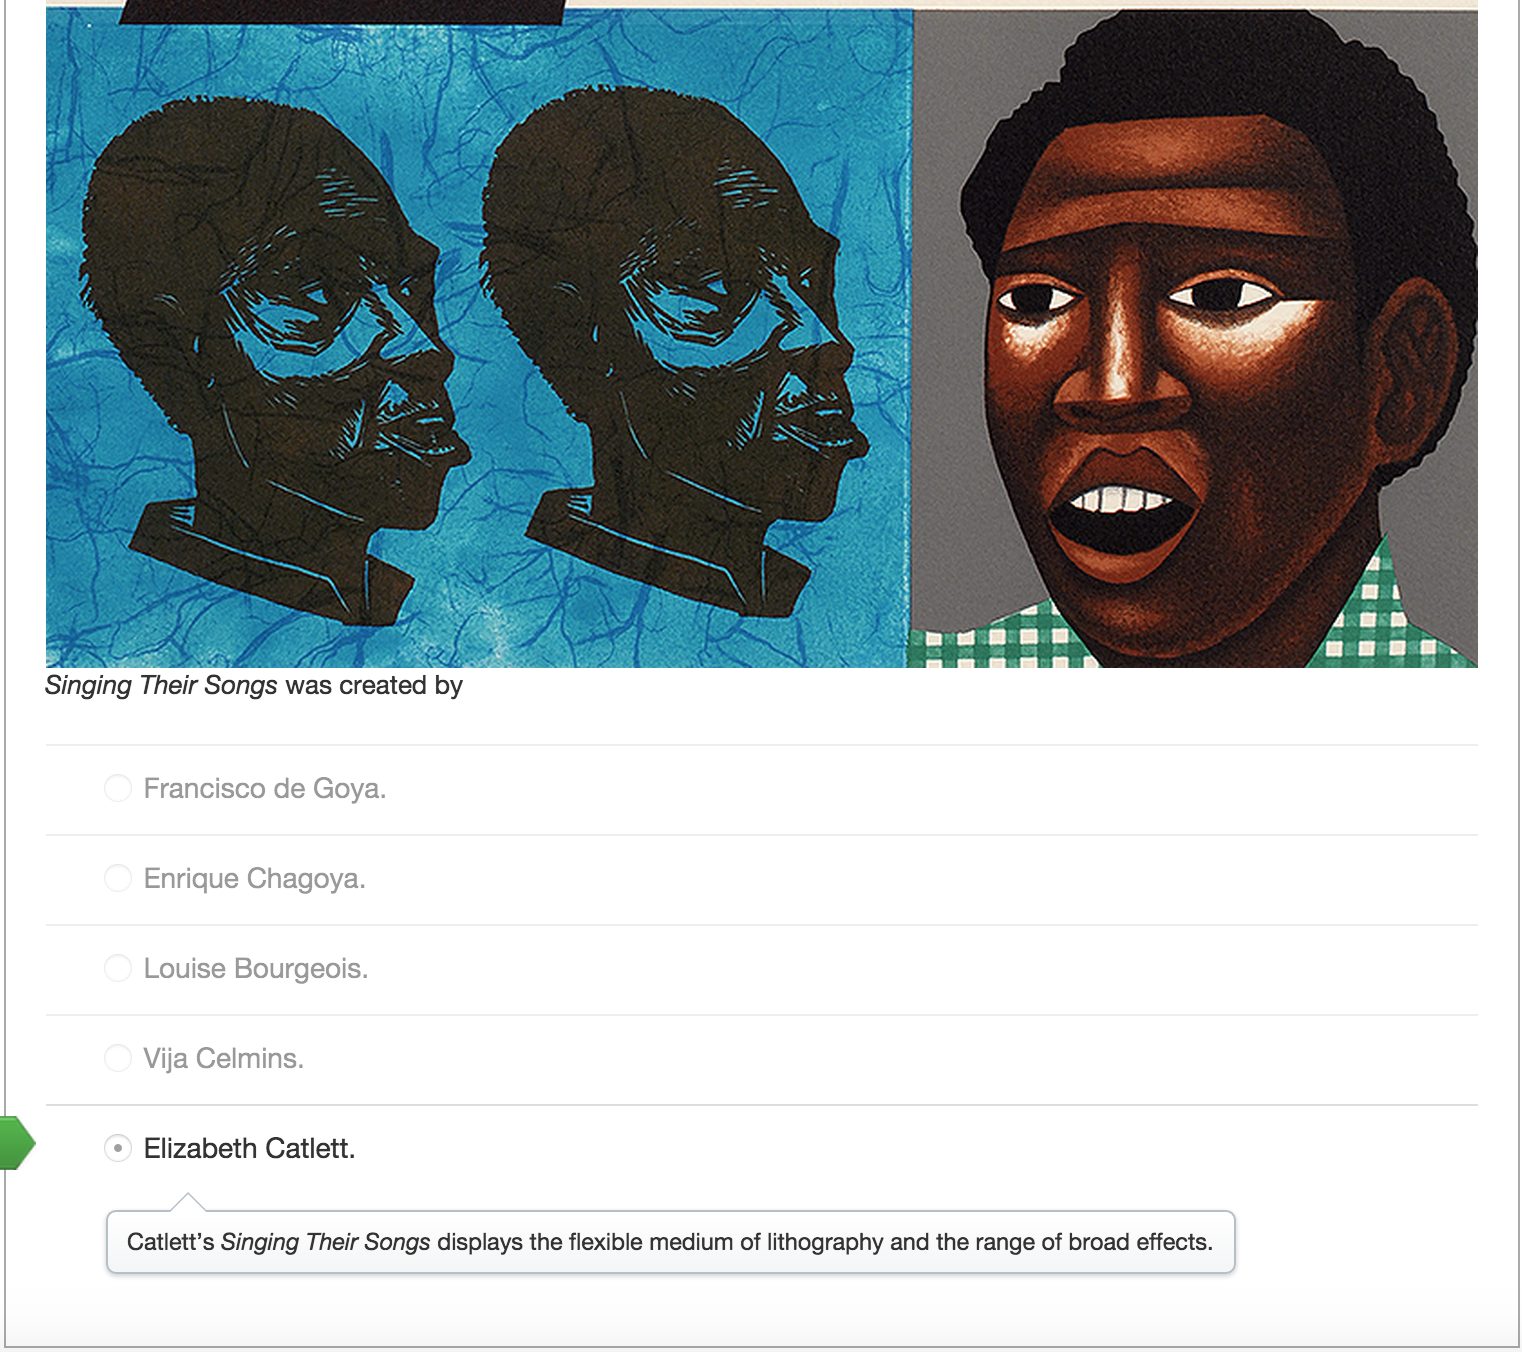 Singing Their Songs was created by
Francisco de Goya.
Enrique Chagoya.
Louise Bourgeois.
Vija Celmins.
Elizabeth Catlett.
Catlett’s Singing Their Songs displays the flexible medium of lithography and the range of broad effects.